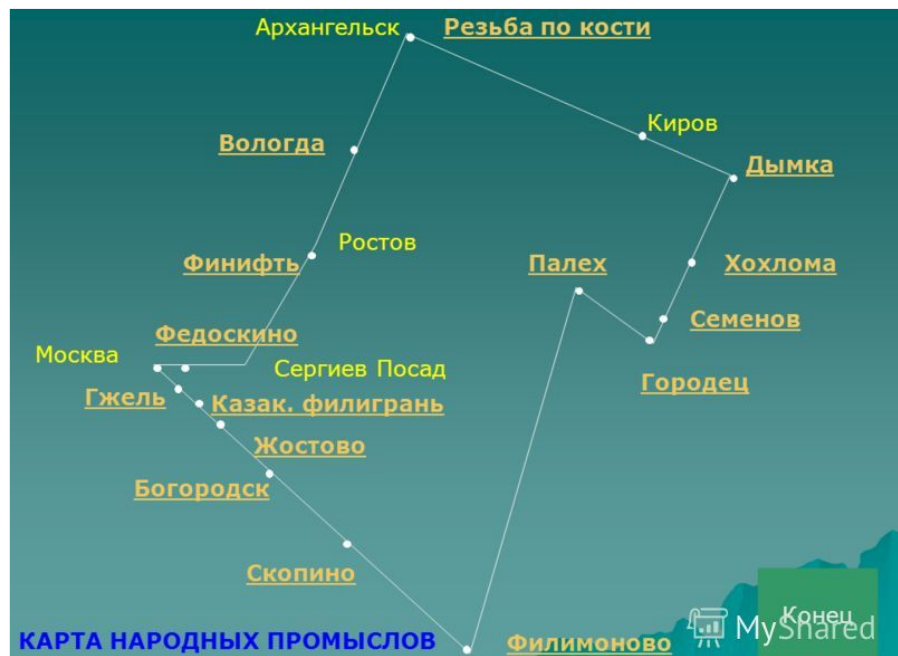 Архангельск Резьба по кости
Киров
Вологда
Дымка
Ростов
Финифть
Палех
Хохлома
Федоскино
Семенов
Москва
Сергиев Посад
Городец
Гжель
Казак. филигрань
Жостово
Богородск
Скопино
Конец
MyShared
КАРТА НАРОДНЫХ ПРОМЫСЛОВ
Филимоново